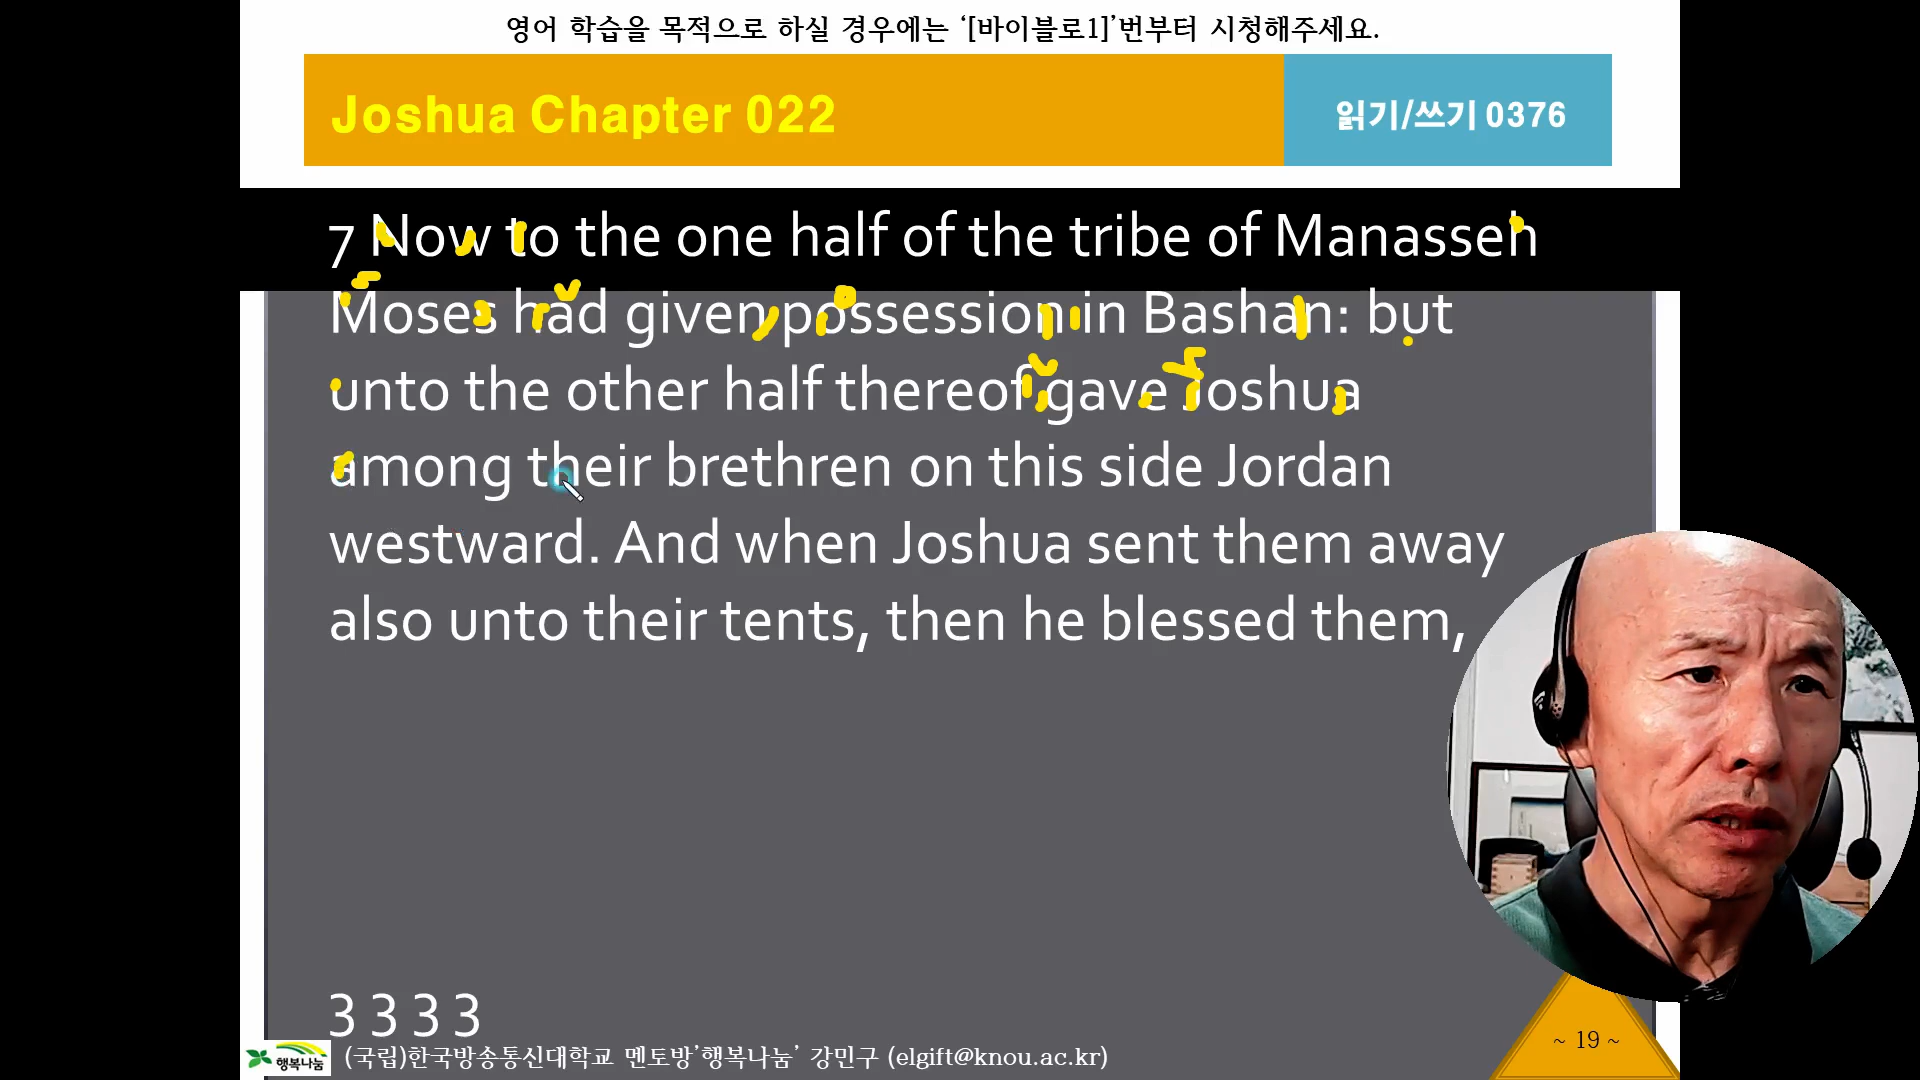 영어 학습을 목적으로 하실 경우에는 ‘[바이블로1]’번부터 시청해주세요.
Joshua Chapter 022
읽기/쓰기 0376
7 Now to the one half of the tribe of Manasseh
Moses had given possession in Bashan: but
unto the other half thereof gave Joshua
among their brethren on this side Jordan
westward. And when Joshua sent them away
also unto their tents, then he blessed them,
3 3 3 3
행복나눔
(국립)한국방송통신대학교 멘토방’행복나눔’ 강민구 (elgift@knou.ac.kr)
~ 19 ~